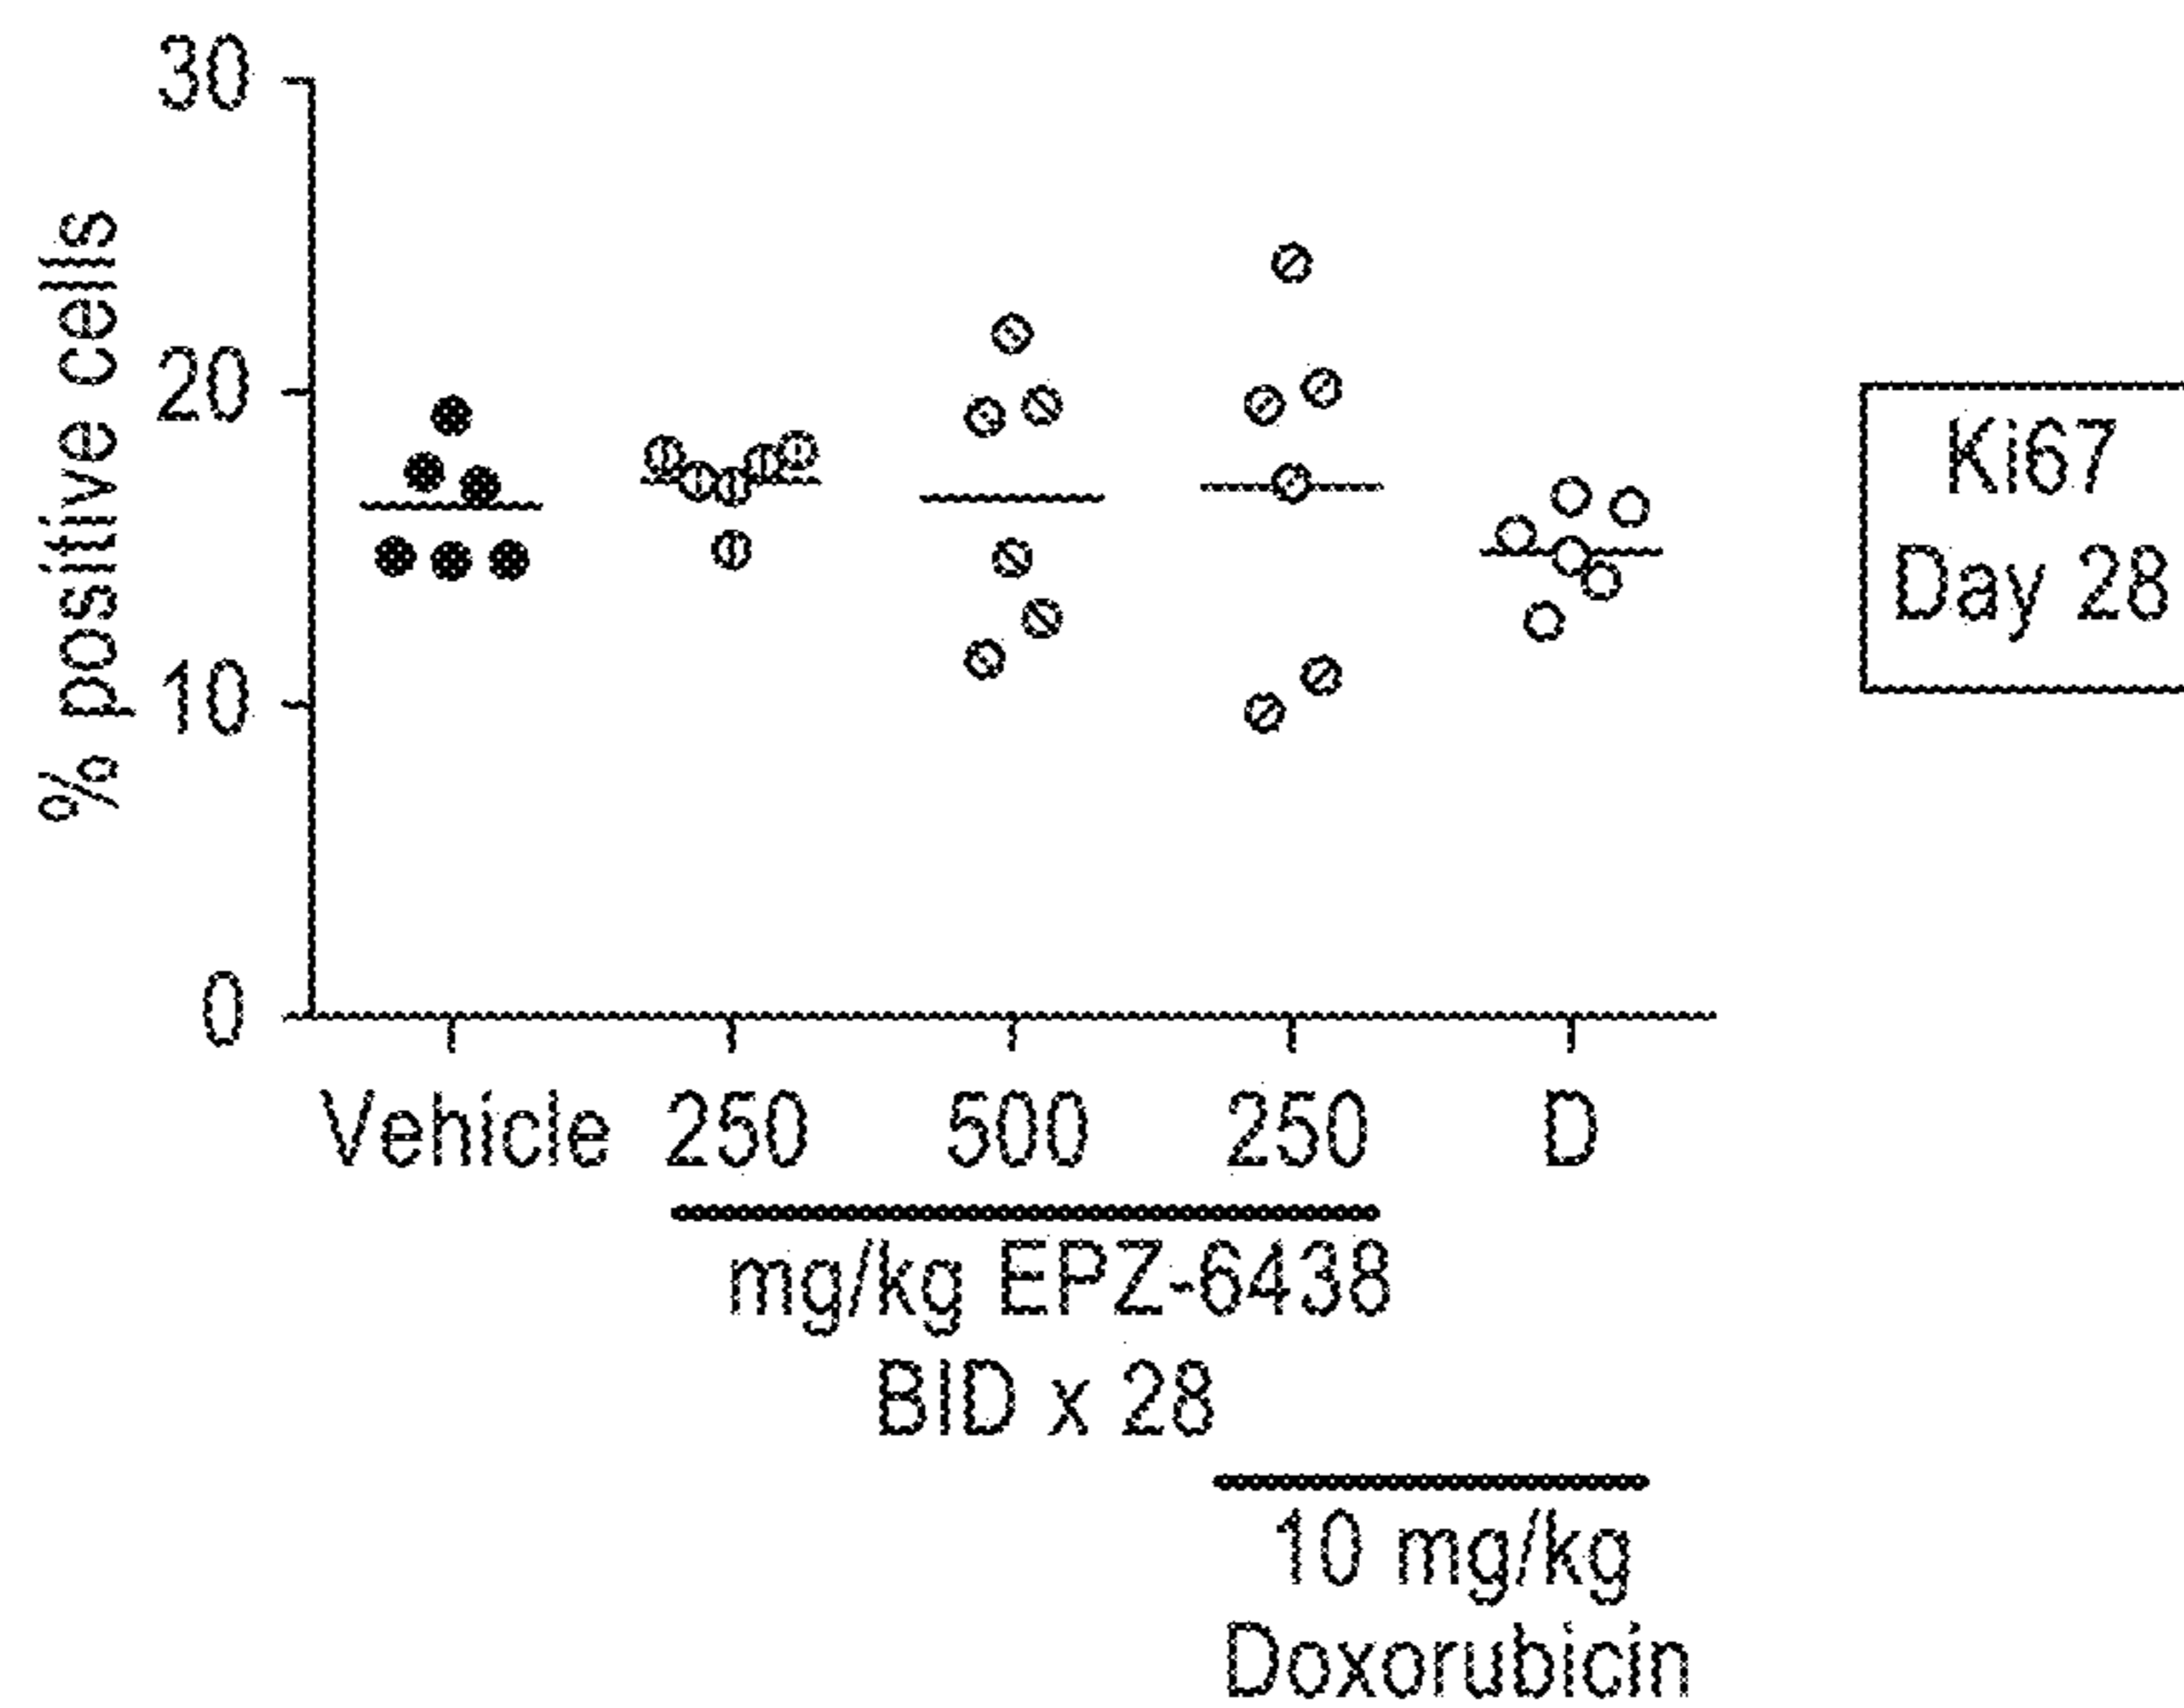 % positive cells
30
20
10
0
Vehicle 250 500 250 D
mg/kg EPZ-6438
BID x 28
10 mg/kg
Doxorubicin
Ki67
Day 28